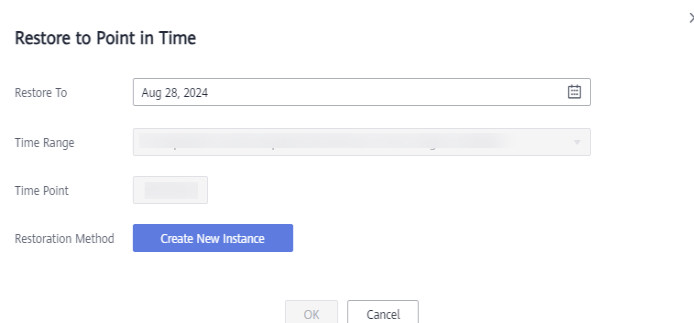 Restore to Point in Time
Restore To
Aug 28, 2024
Time Range
Time Point
Restoration Method
Create New Instance
OK
Cancel